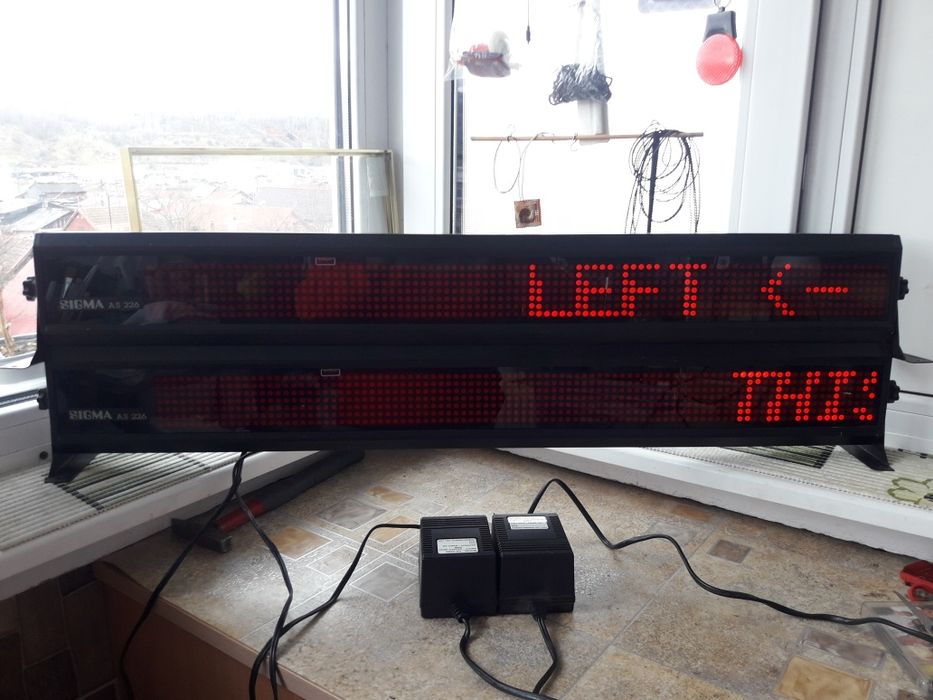 LEFT <-
SIGMA AS 226
THI
SIGMA AS 226